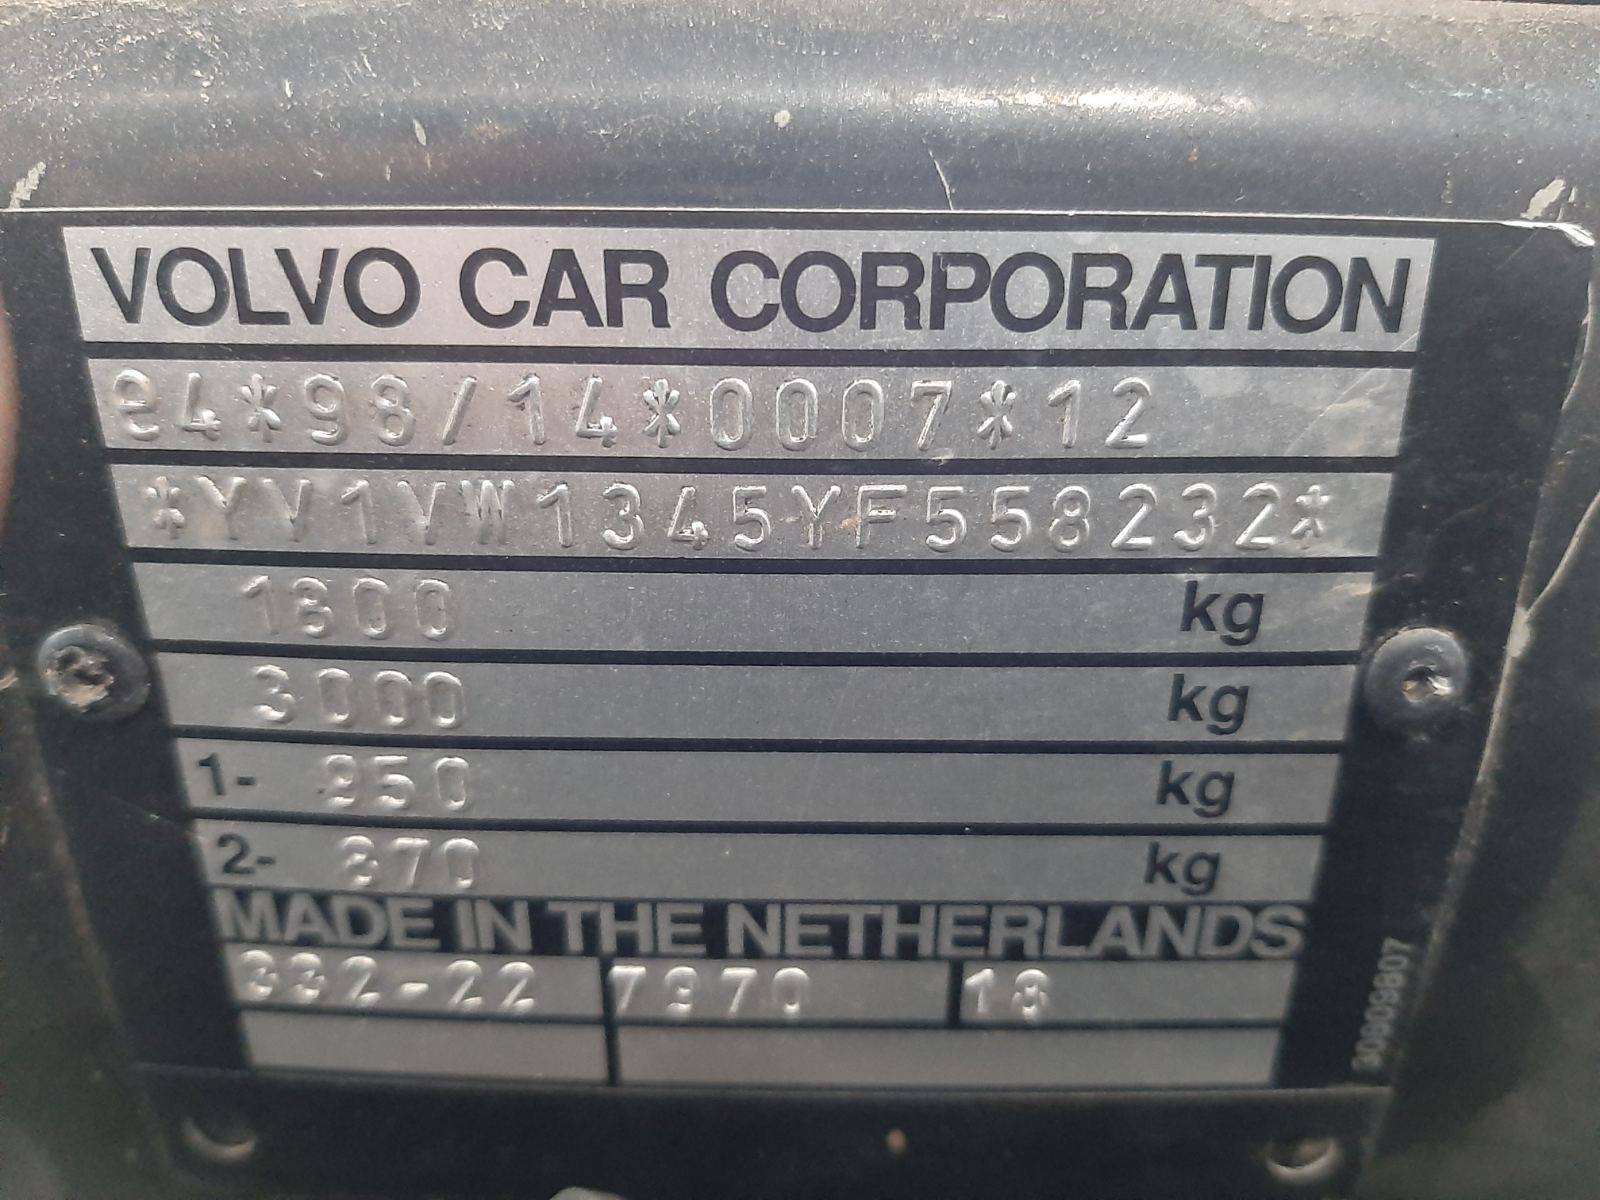 VOLVO CAR CORPORATION
e4*98/14*0007*12
*YV1VW1345YF558232*
1800 kg
3000 kg
1- 950 kg
2- 870 kg
MADE IN THE NETHERLANDS
332-22 7970 18
30809807